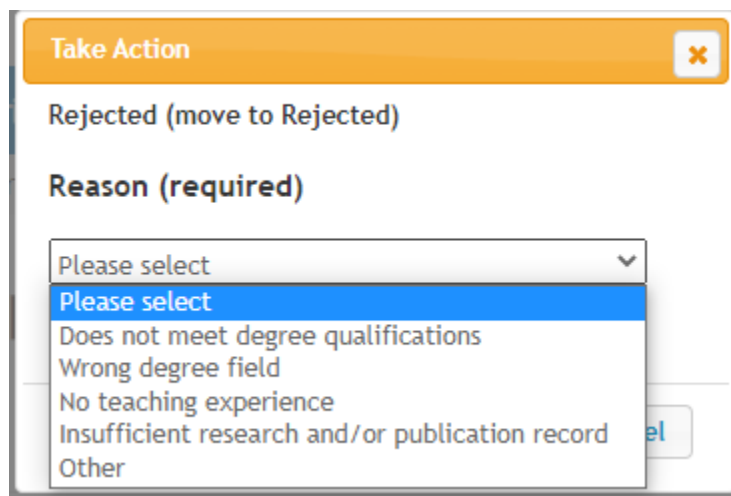 Take Action
Rejected (move to Rejected)
Reason (required)
Please select
Please select
Does not meet degree qualifications
Wrong degree field
No teaching experience
Insufficient research and/or publication record
Other